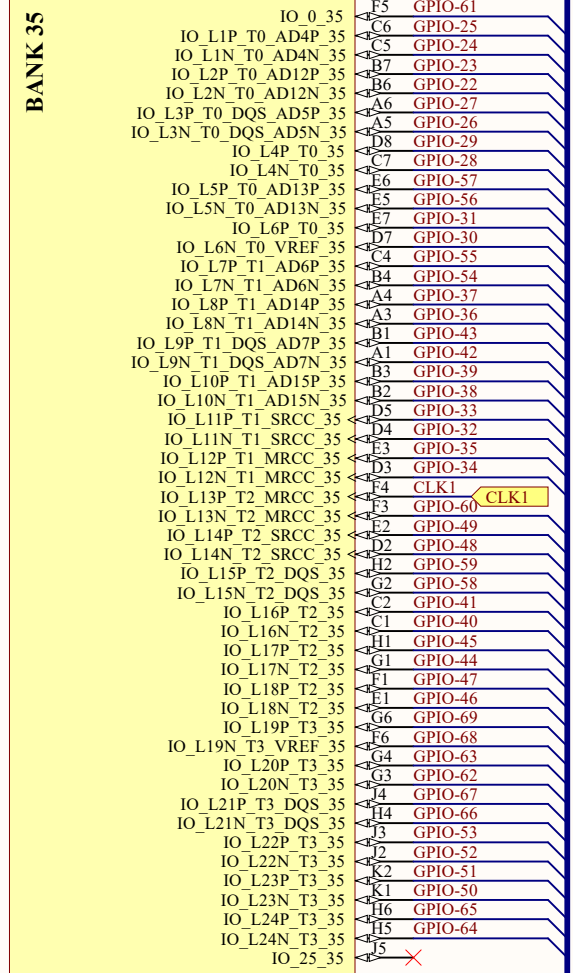 BANK 35
IO_0_35 F5 GPIO-61
IO_L1P_T0_AD4P_35 C6 GPIO-25
IO_L1N_T0_AD4N_35 C5 GPIO-24
IO_L2P_T0_AD12P_35 B7 GPIO-23
IO_L2N_T0_AD12N_35 B6 GPIO-22
IO_L3P_T0_DQS_AD5P_35 A6 GPIO-27
IO_L3N_T0_DQS_AD5N_35 A5 GPIO-26
IO_L4P_T0_35 D8 GPIO-29
IO_L4N_T0_35 C7 GPIO-28
IO_L5P_T0_AD13P_35 E6 GPIO-57
IO_L5N_T0_AD13N_35 E5 GPIO-56
IO_L6P_T0_35 E7 GPIO-31
IO_L6N_T0_VREF_35 D7 GPIO-30
IO_L7P_T1_AD6P_35 C4 GPIO-55
IO_L7N_T1_AD6N_35 B4 GPIO-54
IO_L8P_T1_AD14P_35 A4 GPIO-37
IO_L8N_T1_AD14N_35 A3 GPIO-36
IO_L9P_T1_DQS_AD7P_35 B1 GPIO-43
IO_L9N_T1_DQS_AD7N_35 A1 GPIO-42
IO_L10P_T1_AD15P_35 B3 GPIO-39
IO_L10N_T1_AD15N_35 B2 GPIO-38
IO_L11P_T1_SRCC_35 D5 GPIO-33
IO_L11N_T1_SRCC_35 D4 GPIO-32
IO_L12P_T1_MRCC_35 E3 GPIO-35
IO_L12N_T1_MRCC_35 D3 GPIO-34
IO_L13P_T2_MRCC_35 F4 CLK1 CLK1
IO_L13N_T2_MRCC_35 F3 GPIO-60
IO_L14P_T2_SRCC_35 E2 GPIO-49
IO_L14N_T2_SRCC_35 D2 GPIO-48
IO_L15P_T2_DQS_35 H2 GPIO-59
IO_L15N_T2_DQS_35 G2 GPIO-58
IO_L16P_T2_35 C2 GPIO-41
IO_L16N_T2_35 C1 GPIO-40
IO_L17P_T2_35 H1 GPIO-45
IO_L17N_T2_35 G1 GPIO-44
IO_L18P_T2_35 F1 GPIO-47
IO_L18N_T2_35 E1 GPIO-46
IO_L19P_T3_35 G6 GPIO-69
IO_L19N_T3_VREF_35 F6 GPIO-68
IO_L20P_T3_35 G4 GPIO-63
IO_L20N_T3_35 G3 GPIO-62
IO_L21P_T3_DQS_35 J4 GPIO-67
IO_L21N_T3_DQS_35 H4 GPIO-66
IO_L22P_T3_35 J3 GPIO-53
IO_L22N_T3_35 J2 GPIO-52
IO_L23P_T3_35 K2 GPIO-51
IO_L23N_T3_35 K1 GPIO-50
IO_L24P_T3_35 H6 GPIO-65
IO_L24N_T3_35 H5 GPIO-64
IO_25_35 J5